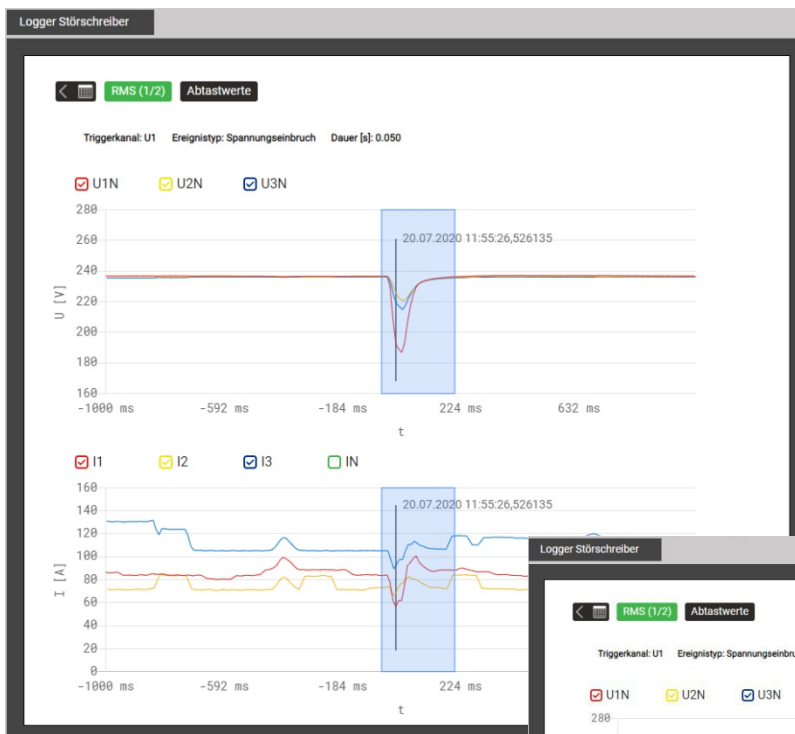 Logger Störschreiber
RMS (1/2) Abtastwerte
Triggerkanal: U1 Ereignistyp: Spannungseinbruch Dauer [s]: 0.050
U1N U2N U3N
280
260
20.07.2020 11:55:26,526135
240
220
200
180
160
U [V]
-1000 ms -592 ms -184 ms 224 ms 632 ms
t
I1 I2 I3 IN
160
140
20.07.2020 11:55:26,526135
120
100
80
60
40
20
0
I [A]
-1000 ms -592 ms -184 ms 224 ms
t
Logger Störschreiber
RMS (1/2) Abtastwerte
Triggerkanal: U1 Ereignistyp: Spannungseinbru
U1N U2N U3N
280